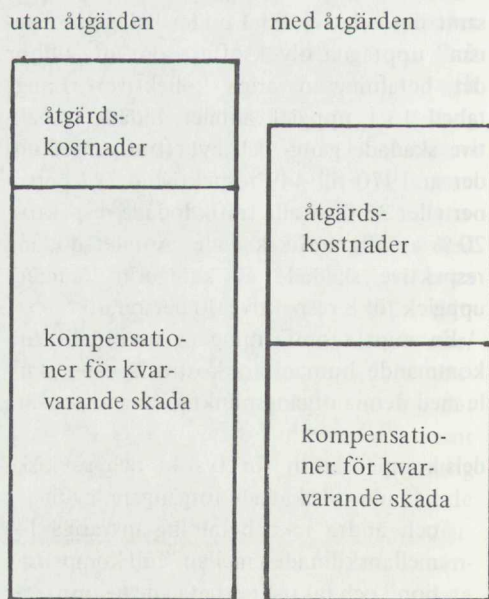 utan åtgärden
med åtgärden
åtgärds-
kostnader
kompensatio-
ner för kvar-
varande skada
åtgärds-
kostnader
kompensatio-
ner för kvar-
varande skada